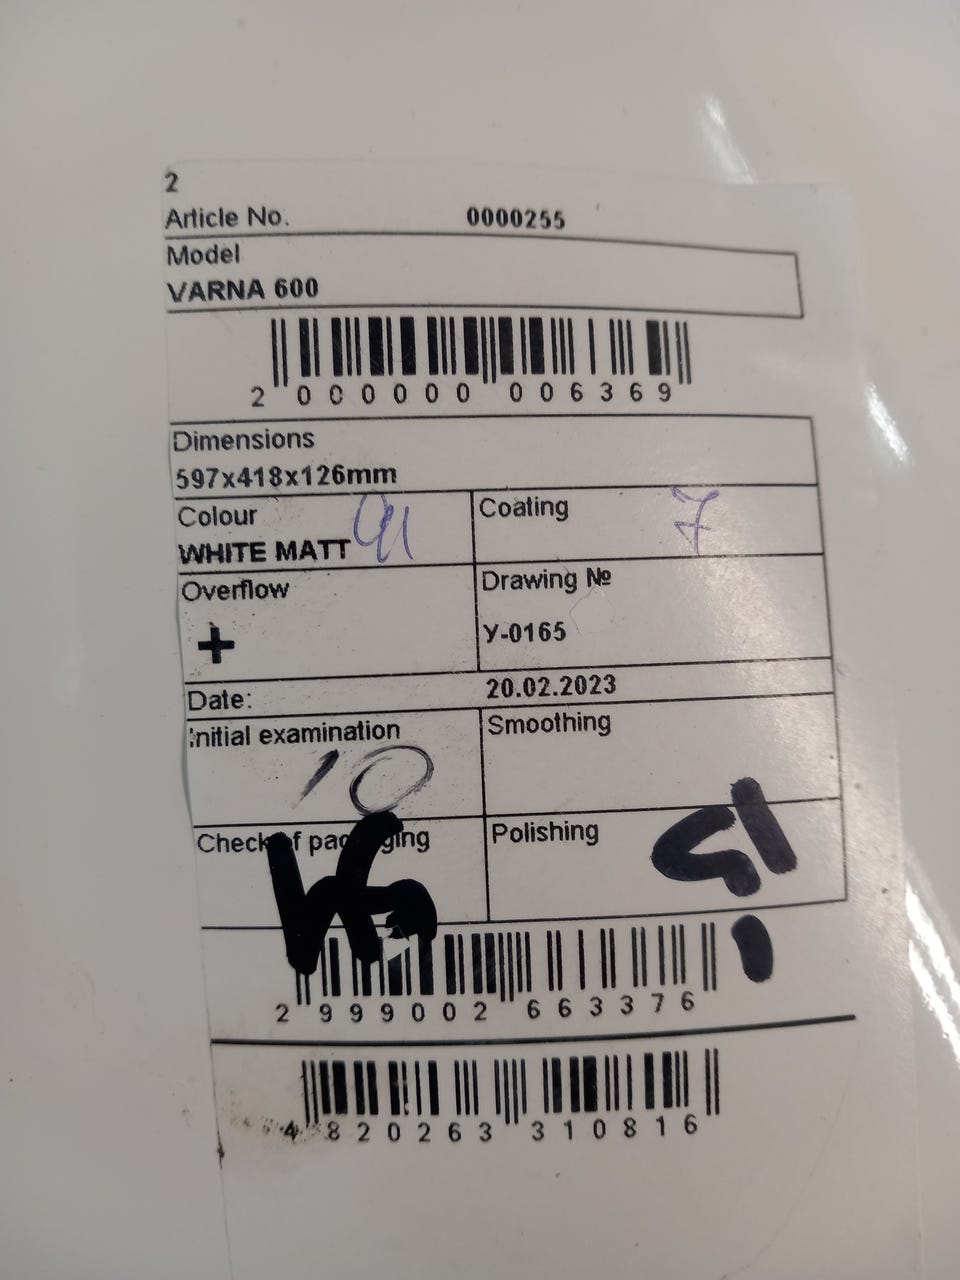 2
Article No. 0000255
Model
VARNA 600
2 000000 006369
Dimensions
597x418x126mm
Colour 91 Coating 7
WHITE MATT
Overflow Drawing №
+ У-0165
Date: 20.02.2023
Initial examination Smoothing
10
Check of packaging Polishing
2 999002 663376
4 820263 310816